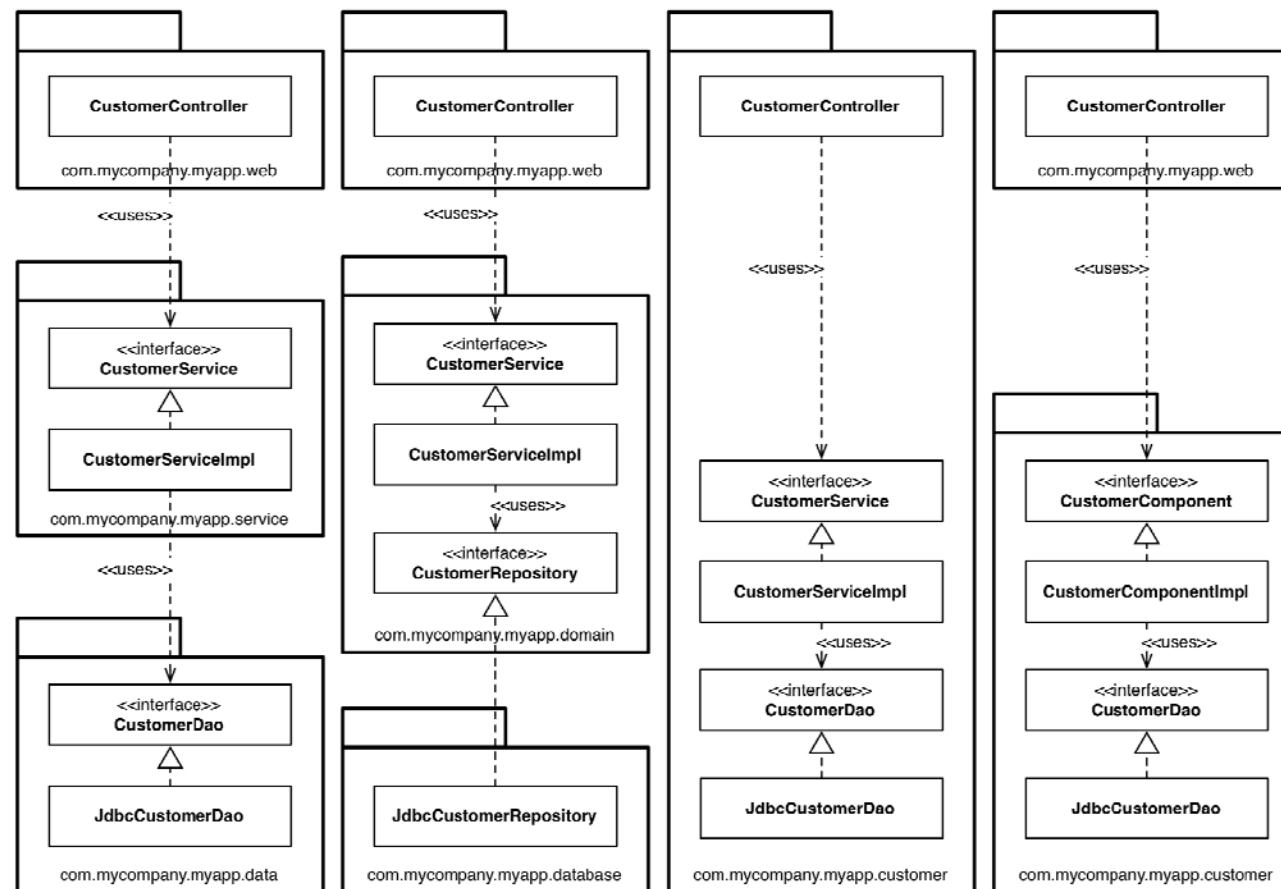 CustomerController
com.mycompany.myapp.web
<<uses>>
<<interface>>
CustomerService
CustomerServiceImpl
com.mycompany.myapp.service
<<uses>>
<<interface>>
CustomerDao
JdbcCustomerDao
com.mycompany.myapp.data
CustomerController
com.mycompany.myapp.web
<<uses>>
<<interface>>
CustomerService
CustomerServiceImpl
<<uses>>
<<interface>>
CustomerRepository
com.mycompany.myapp.domain
JdbcCustomerRepository
com.mycompany.myapp.database
CustomerController
<<uses>>
<<interface>>
CustomerService
CustomerServiceImpl
<<uses>>
<<interface>>
CustomerDao
JdbcCustomerDao
com.mycompany.myapp.customer
CustomerController
com.mycompany.myapp.web
<<uses>>
<<interface>>
CustomerComponent
CustomerComponentImpl
<<uses>>
<<interface>>
CustomerDao
JdbcCustomerDao
com.mycompany.myapp.customer